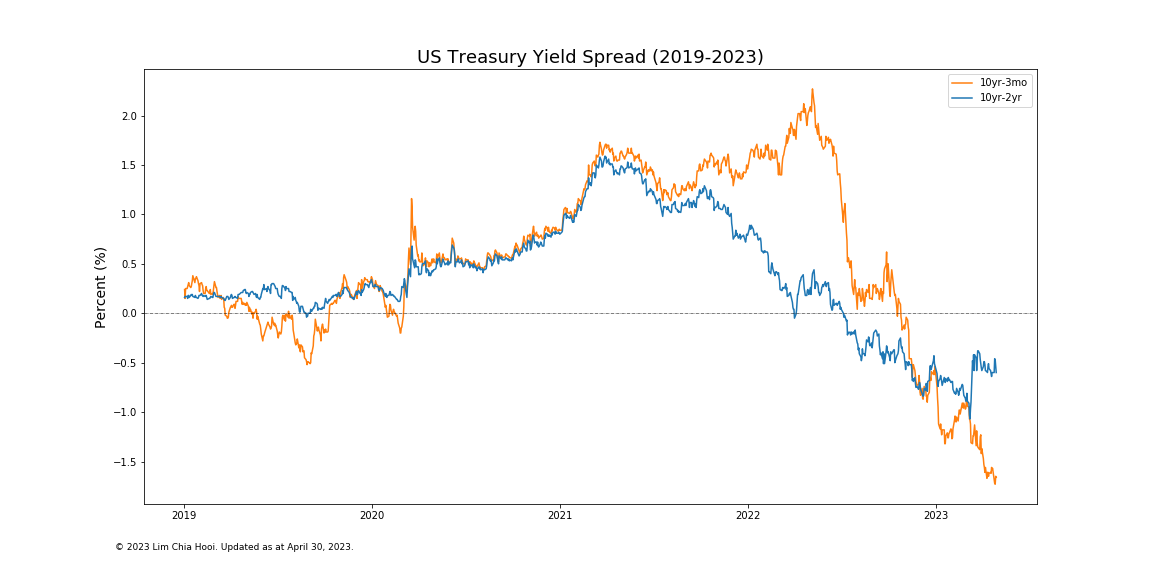 US Treasury Yield Spread (2019-2023)
10yr-3mo
10yr-2yr
Percent (%)
2.0
1.5
1.0
0.5
0.0
−0.5
−1.0
−1.5
2019 2020 2021 2022 2023
© 2023 Lim Chia Hooi. Updated as at April 30, 2023.